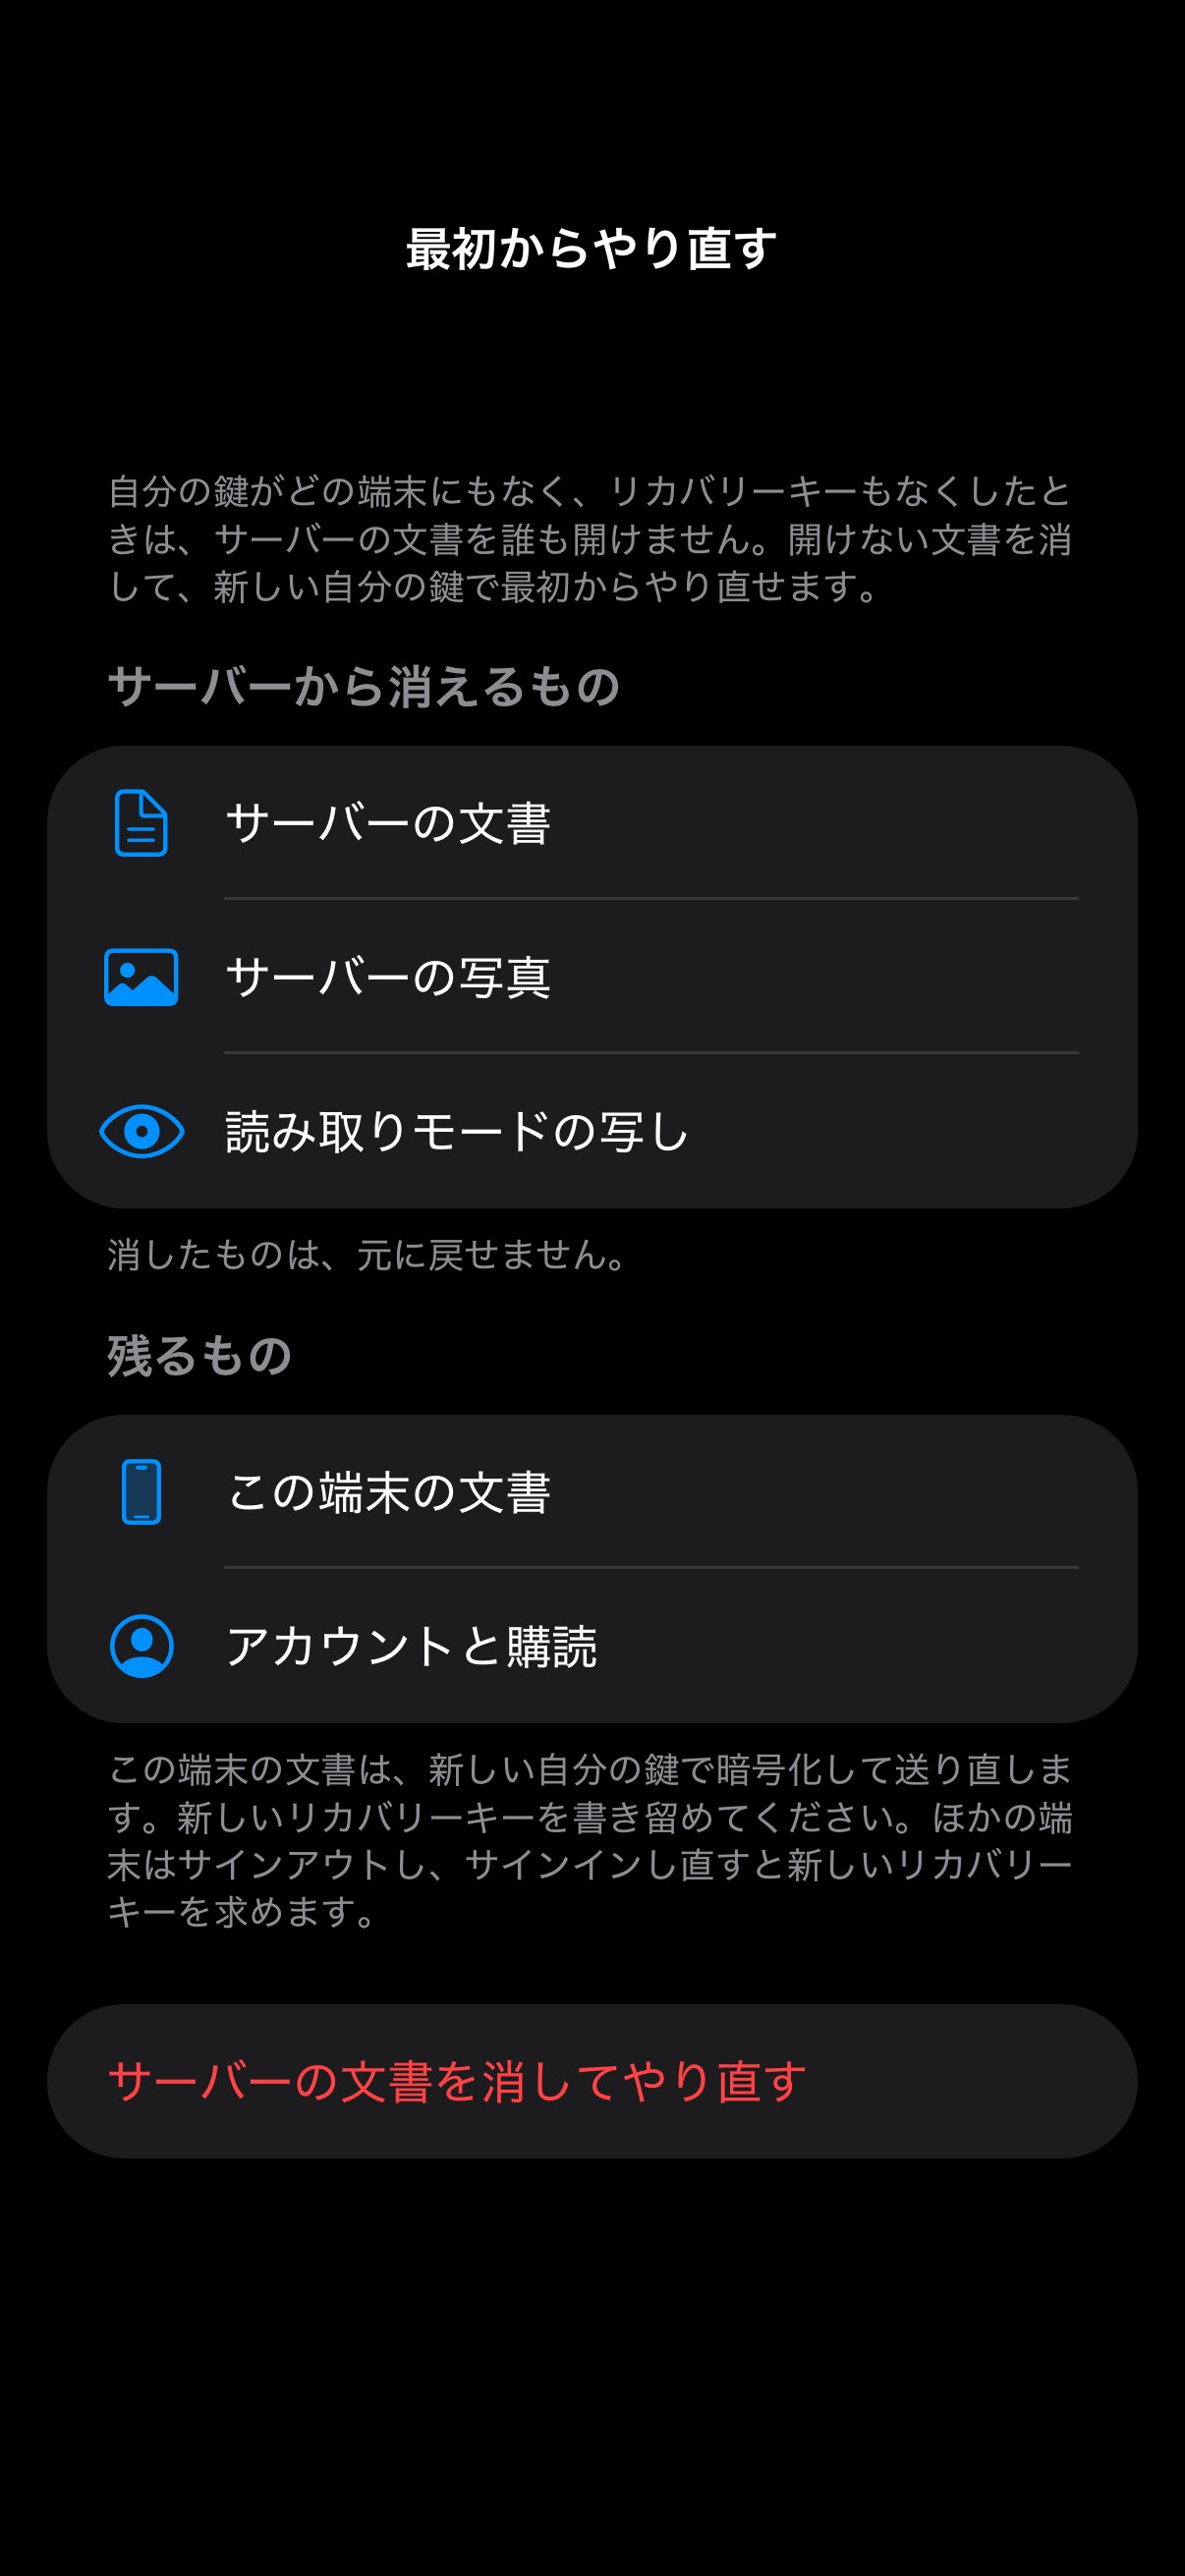 最初からやり直す
自分の鍵がどの端末にもなく、リカバリーキーもなくしたと
きは、サーバーの文書を誰も開けません。開けない文書を消
して、新しい自分の鍵で最初からやり直せます。
サーバーから消えるもの
サーバーの文書
サーバーの写真
読み取りモードの写し
消したものは、元に戻せません。
残るもの
この端末の文書
アカウントと購読
この端末の文書は、新しい自分の鍵で暗号化して送り直しま
す。新しいリカバリーキーを書き留めてください。ほかの端
末はサインアウトし、サインインし直すと新しいリカバリー
キーを求めます。
サーバーの文書を消してやり直す